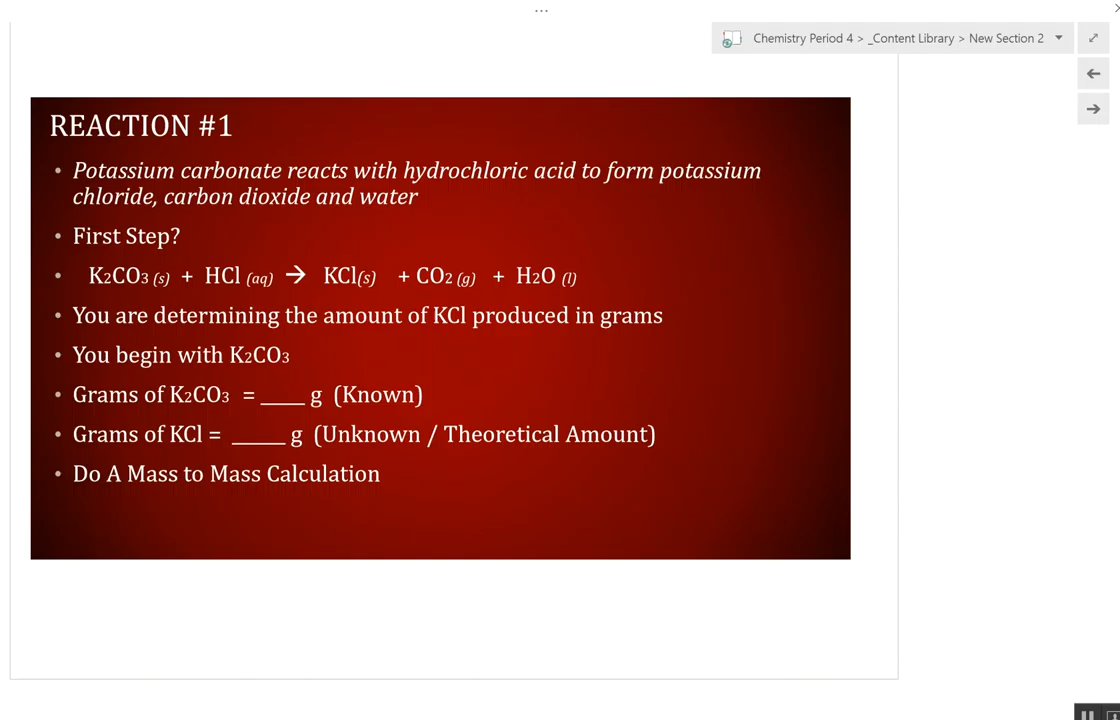 ...
Chemistry Period 4 > _Content Library > New Section 2
REACTION #1
• Potassium carbonate reacts with hydrochloric acid to form potassium
chloride, carbon dioxide and water
• First Step?
• K2CO3 (s) + HCl (aq) → KCl(s) + CO2 (g) + H2O (l)
• You are determining the amount of KCl produced in grams
• You begin with K2CO3
• Grams of K2CO3 = ____ g (Known)
• Grams of KCl = _____ g (Unknown / Theoretical Amount)
• Do A Mass to Mass Calculation